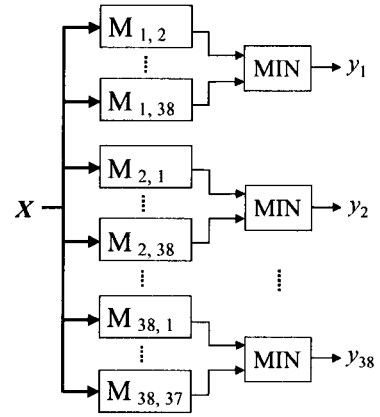 M 1, 2
MIN
y1
M 1, 38
M 2, 1
X
MIN
y2
M 2, 38
M 38, 1
MIN
y38
M 38, 37